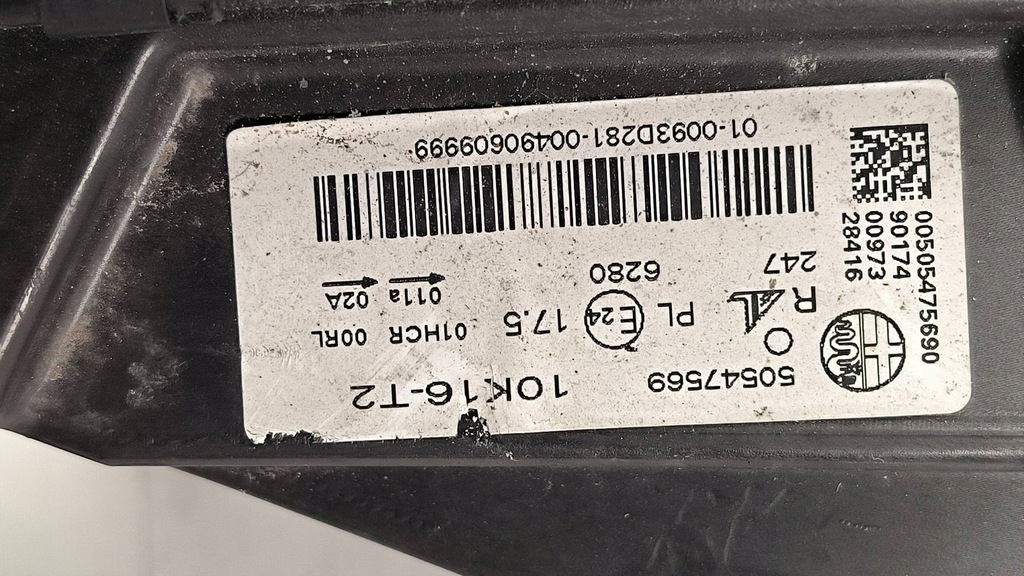 50547569 10K16-T2
R
PL E24 17.5 01HCR 00RL
011a 02A
247 6280
01-0093D281-00490609999
00505475690
90174
00973
28416